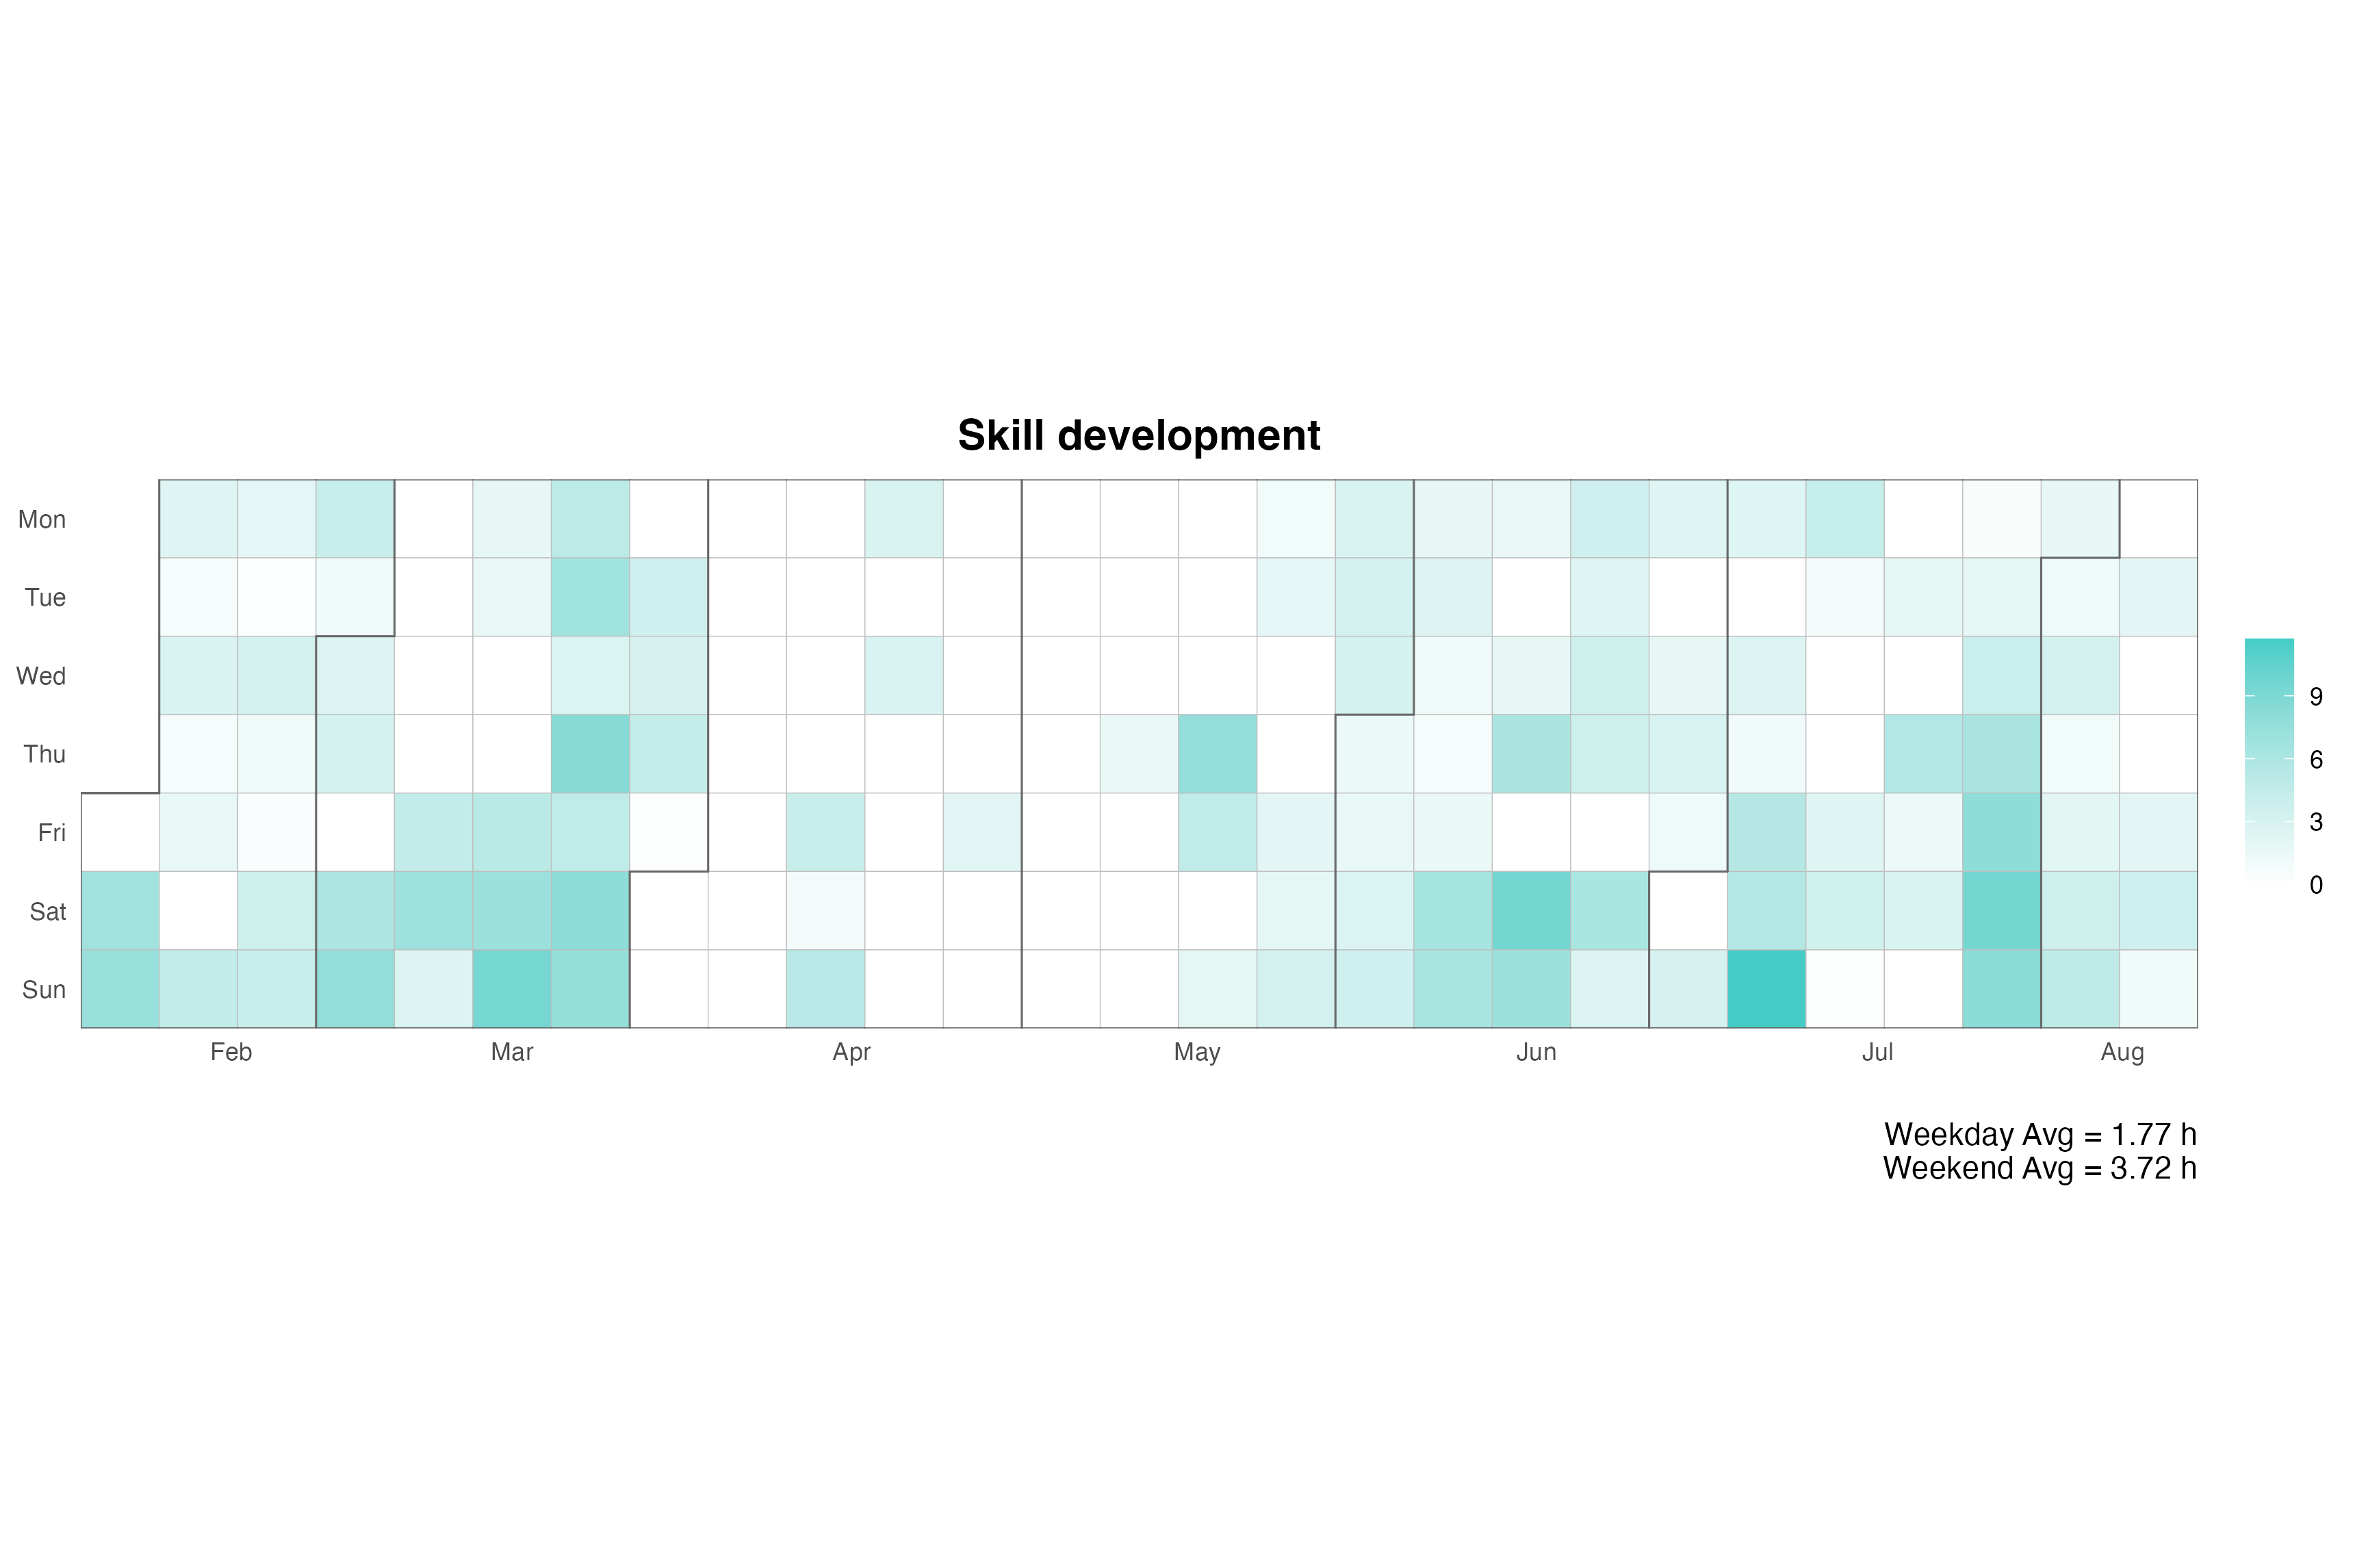 Skill development
Mon
Tue
Wed
Thu
Fri
Sat
Sun
Feb Mar Apr May Jun Jul Aug
9
6
3
0
Weekday Avg = 1.77 h
Weekend Avg = 3.72 h